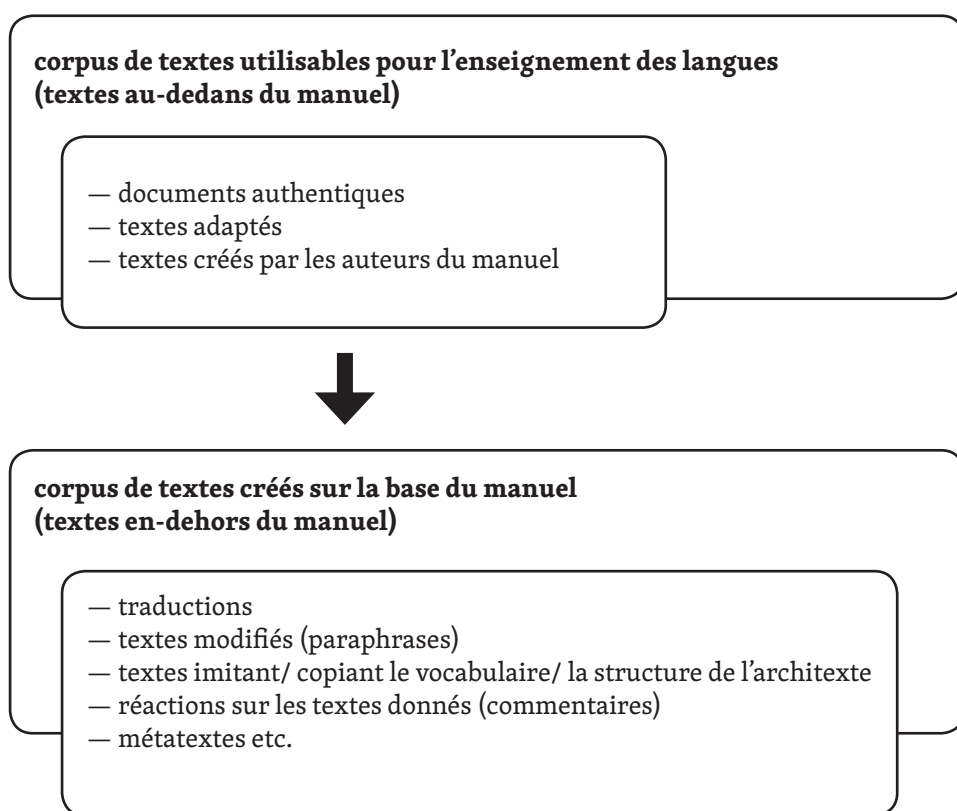 corpus de textes utilisables pour l’enseignement des langues
(textes au-dedans du manuel)
— documents authentiques
— textes adaptés
— textes créés par les auteurs du manuel
corpus de textes créés sur la base du manuel
(textes en-dehors du manuel)
— traductions
— textes modifiés (paraphrases)
— textes imitant/ copiant le vocabulaire/ la structure de l’architexte
— réactions sur les textes donnés (commentaires)
— métatextes etc.